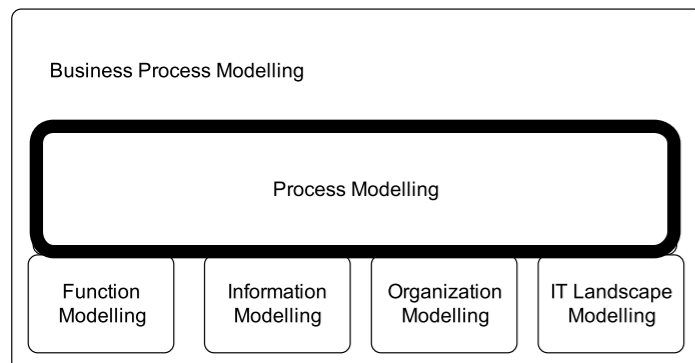 Business Process Modelling
Process Modelling
Function
Modelling
Information
Modelling
Organization
Modelling
IT Landscape
Modelling